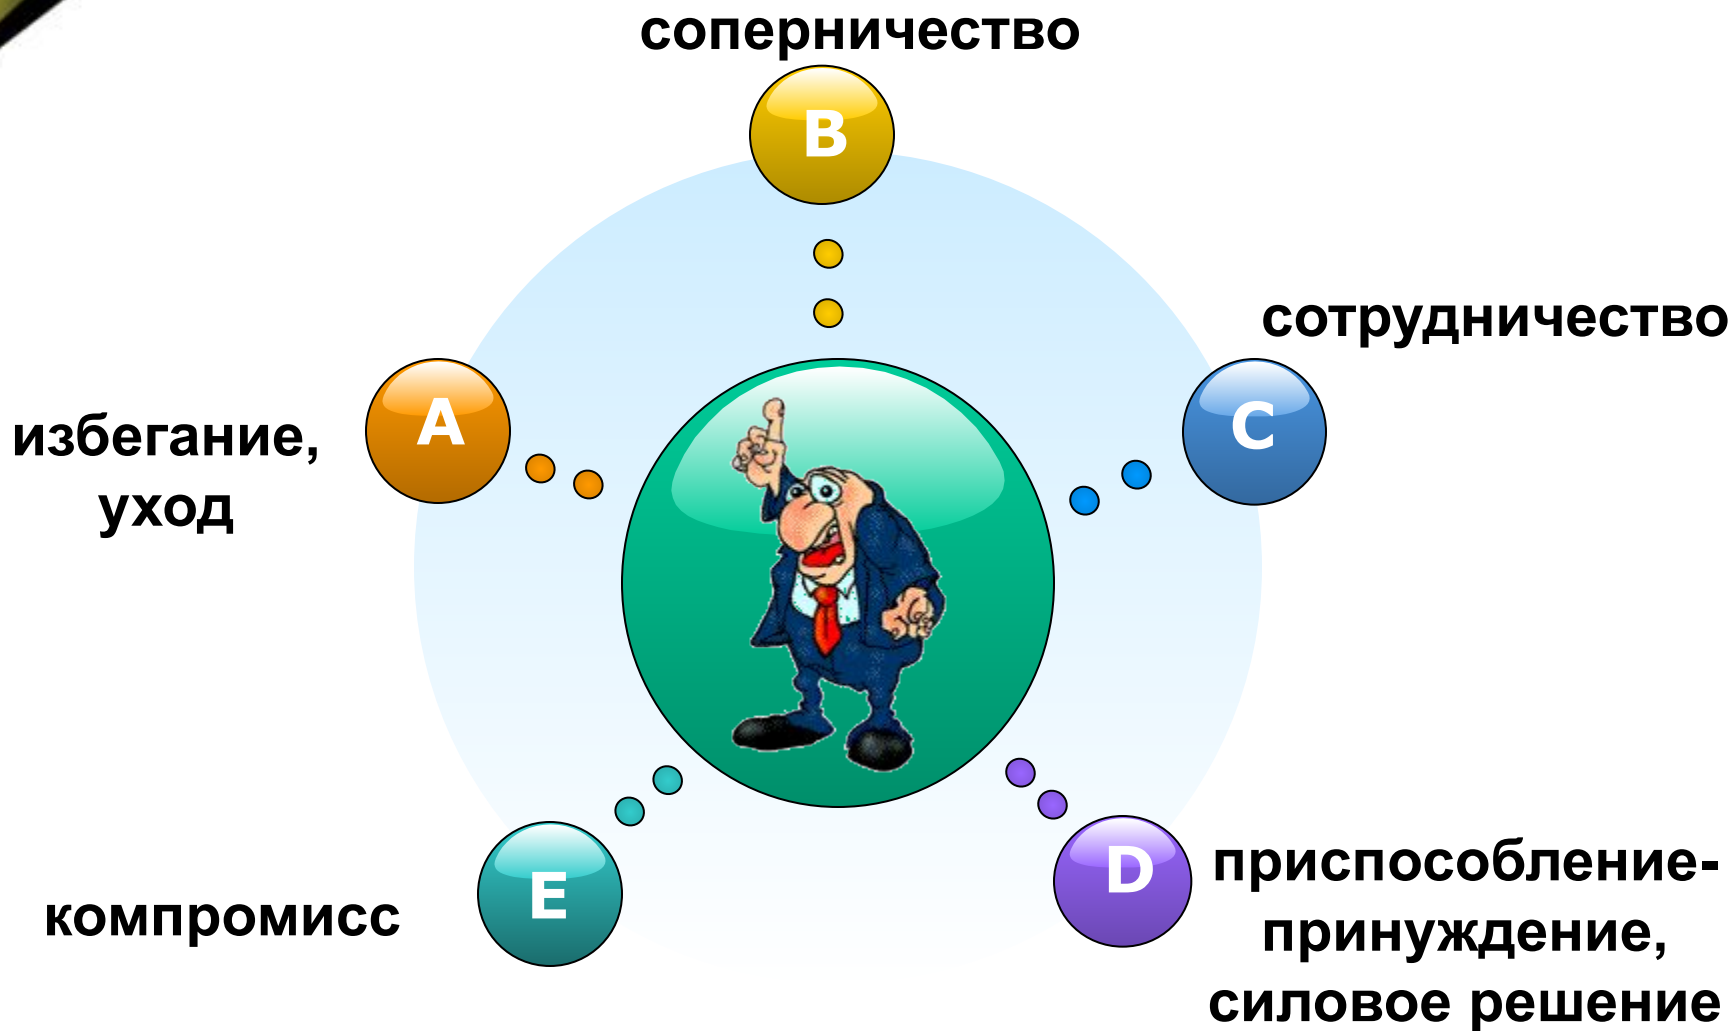 соперничество
B
сотрудничество
A
C
избегание,
уход
E
D
компромисс
приспособление-
принуждение,
силовое решение